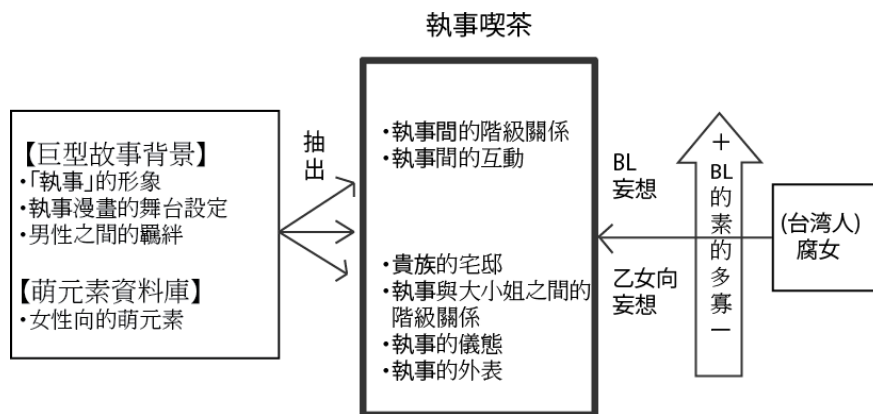 執事喫茶
【巨型故事背景】
・「執事」的形象
・執事漫畫的舞台設定
・男性之間的羈絆
【萌元素資料庫】
・女性向的萌元素
抽出
・執事間的階級關係
・執事間的互動
・貴族的宅邸
・執事與大小姐之間的
階級關係
・執事的儀態
・執事的外表
BL
妄想
乙女向
妄想
＋BL的素的多寡－
(台湾人)
腐女